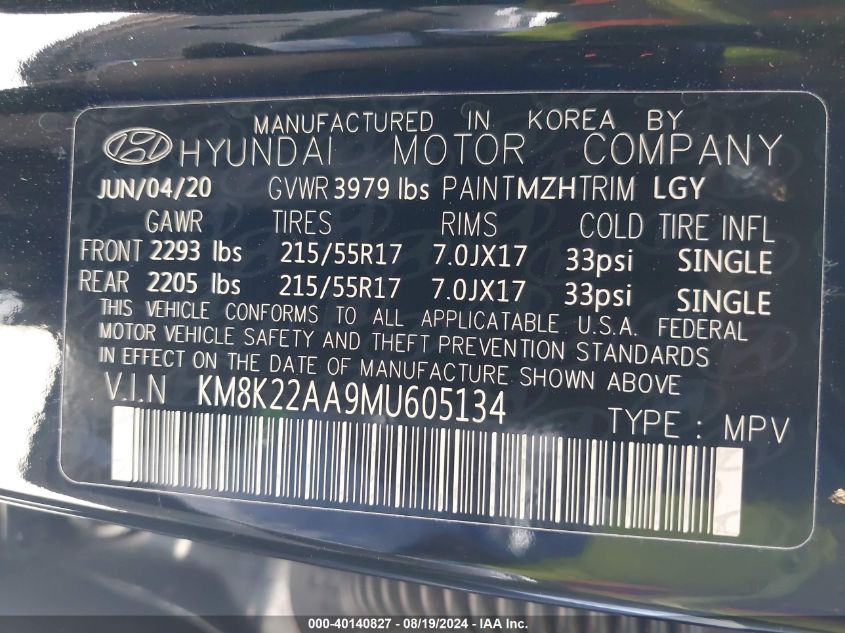 MANUFACTURED IN KOREA BY
HYUNDAI MOTOR COMPANY
JUN/04/20 GVWR 3979 lbs PAINT MZH TRIM LGY
GAWR TIRES RIMS COLD TIRE INFL
FRONT 2293 lbs 215/55R17 7.0JX17 33psi SINGLE
REAR 2205 lbs 215/55R17 7.0JX17 33psi SINGLE
THIS VEHICLE CONFORMS TO ALL APPLICATABLE U.S.A. FEDERAL
MOTOR VEHICLE SAFETY AND THEFT PREVENTION STANDARDS
IN EFFECT ON THE DATE OF MANUFACTURE SHOWN ABOVE
V.I.N KM8K22AA9MU605134
TYPE : MPV
000-40140827 - 08/19/2024 - IAA Inc.